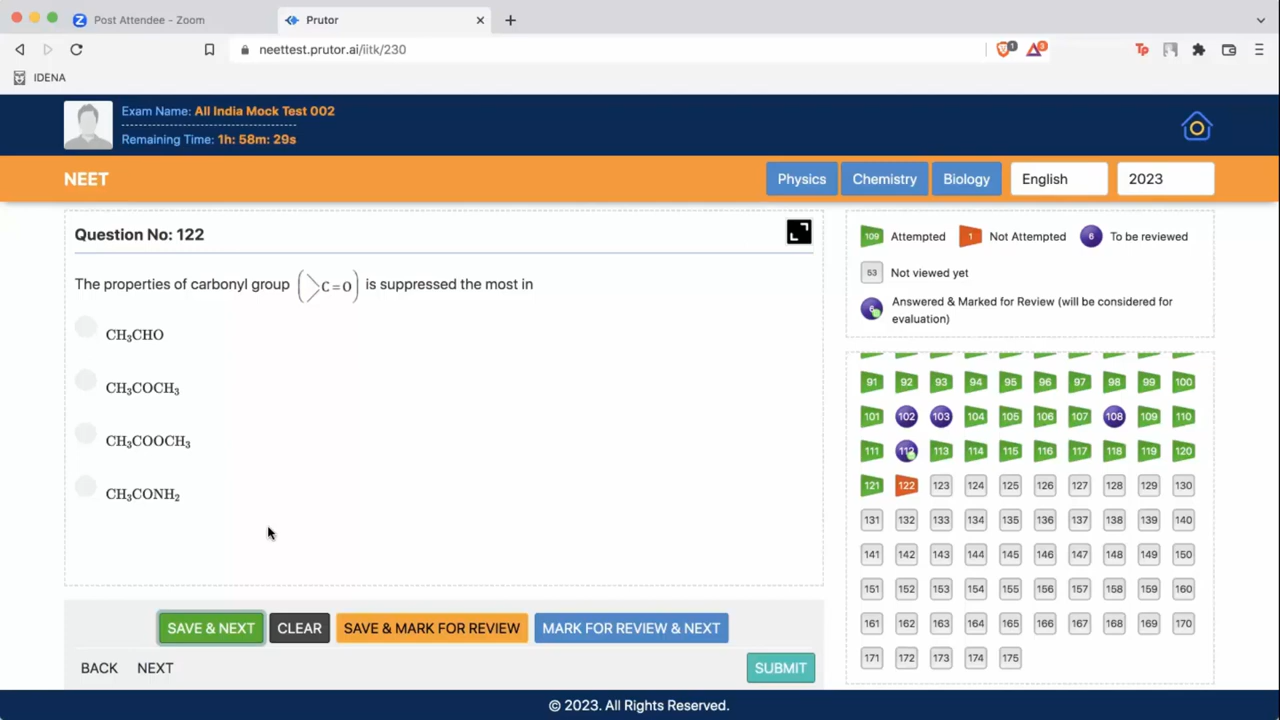 Post Attendee - Zoom
Prutor
neettest.prutor.ai/iitk/230
1
3
Tp
IDENA
Exam Name: All India Mock Test 002
Remaining Time: 1h: 58m: 29s
NEET
Physics
Chemistry
Biology
English
2023
Question No: 122
The properties of carbonyl group (>C=O) is suppressed the most in
CH₃CHO
CH₃COCH₃
CH₃COOCH₃
CH₃CONH₂
SAVE & NEXT
CLEAR
SAVE & MARK FOR REVIEW
MARK FOR REVIEW & NEXT
BACK
NEXT
SUBMIT
109 Attempted
1 Not Attempted
6 To be reviewed
53 Not viewed yet
Answered & Marked for Review (will be considered for
evaluation)
91 92 93 94 95 96 97 98 99 100
101 102 103 104 105 106 107 108 109 110
111 112 113 114 115 116 117 118 119 120
121 122 123 124 125 126 127 128 129 130
131 132 133 134 135 136 137 138 139 140
141 142 143 144 145 146 147 148 149 150
151 152 153 154 155 156 157 158 159 160
161 162 163 164 165 166 167 168 169 170
171 172 173 174 175
© 2023. All Rights Reserved.